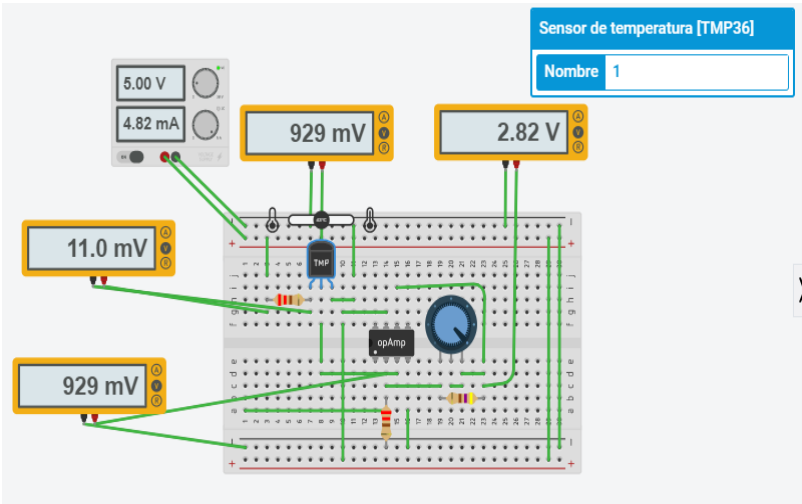 Sensor de temperatura [TMP36]
Nombre 1
5.00 V
4.82 mA
929 mV
A
V
R
2.82 V
A
V
R
11.0 mV
A
V
R
TMP
opAmp
929 mV
A
V
R